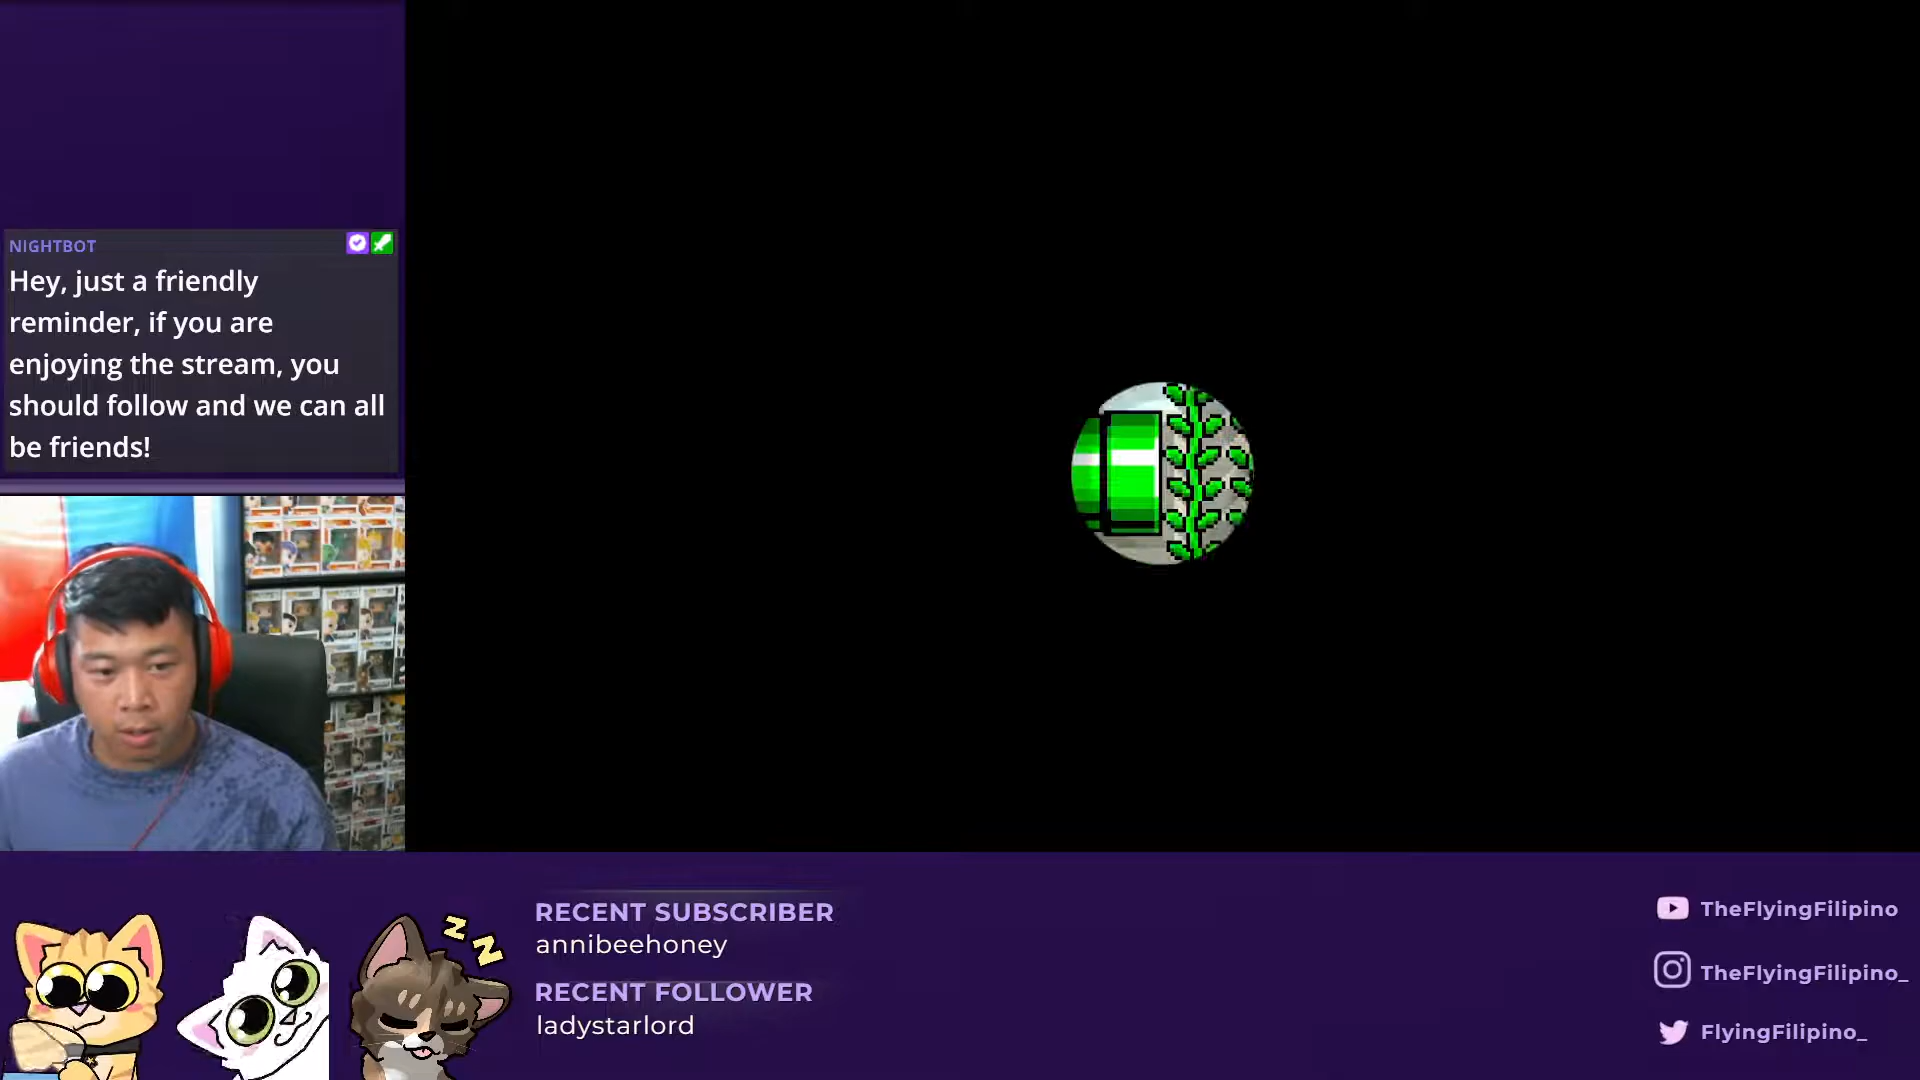 NIGHTBOT
Hey, just a friendly
reminder, if you are
enjoying the stream, you
should follow and we can all
be friends!
Z
Z
RECENT SUBSCRIBER
annibeehoney
RECENT FOLLOWER
ladystarlord
TheFlyingFilipino
TheFlyingFilipino_
FlyingFilipino_